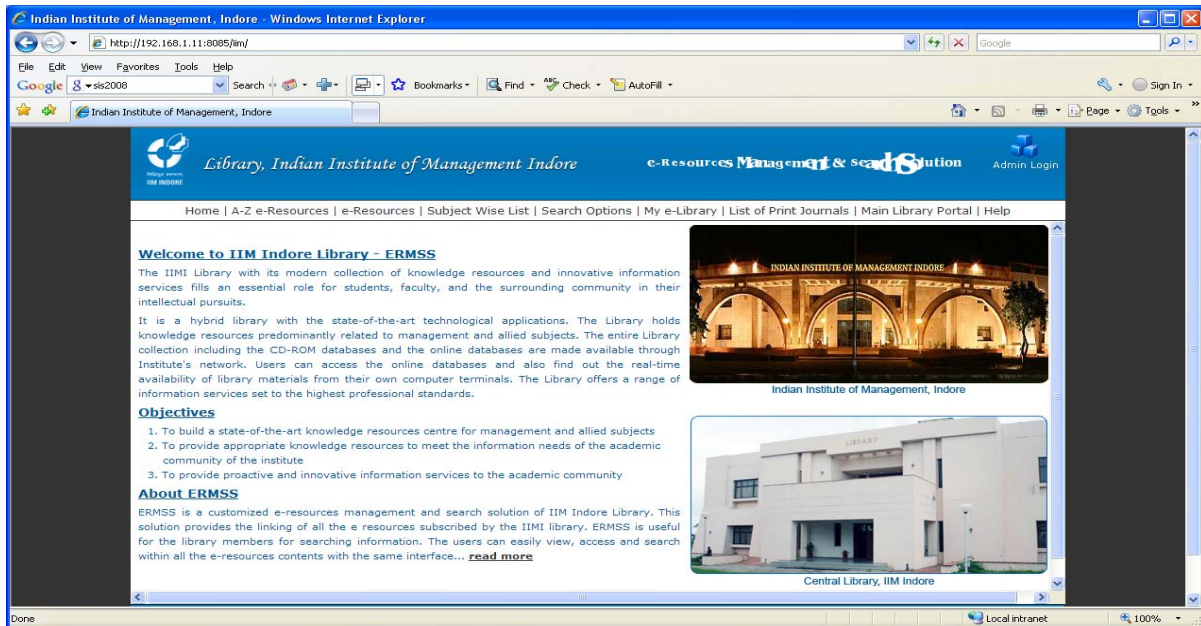 Indian Institute of Management, Indore - Windows Internet Explorer
http://192.168.1.11:8085/iim/
Google
File Edit View Favorites Tools Help
Google sis2008 Search Bookmarks Find Check AutoFill Sign In
Indian Institute of Management, Indore
Page Tools
IIM INDORE
Library, Indian Institute of Management Indore
e-Resources Management & Search Solution
Admin Login
Home | A-Z e-Resources | e-Resources | Subject Wise List | Search Options | My e-Library | List of Print Journals | Main Library Portal | Help
Welcome to IIM Indore Library - ERMSS
The IIMI Library with its modern collection of knowledge resources and innovative information
services fills an essential role for students, faculty, and the surrounding community in their
intellectual pursuits.
It is a hybrid library with the state-of-the-art technological applications. The Library holds
knowledge resources predominantly related to management and allied subjects. The entire Library
collection including the CD-ROM databases and the online databases are made available through
Institute's network. Users can access the online databases and also find out the real-time
availability of library materials from their own computer terminals. The Library offers a range of
information services set to the highest professional standards.
Objectives
1. To build a state-of-the-art knowledge resources centre for management and allied subjects
2. To provide appropriate knowledge resources to meet the information needs of the academic
community of the institute
3. To provide proactive and innovative information services to the academic community
About ERMSS
ERMSS is a customized e-resources management and search solution of IIM Indore Library. This
solution provides the linking of all the e resources subscribed by the IIMI library. ERMSS is useful
for the library members for searching information. The users can easily view, access and search
within all the e-resources contents with the same interface... read more
INDIAN INSTITUTE OF MANAGEMENT INDORE
Indian Institute of Management, Indore
LIBRARY
Central Library, IIM Indore
Done
Local intranet
100%